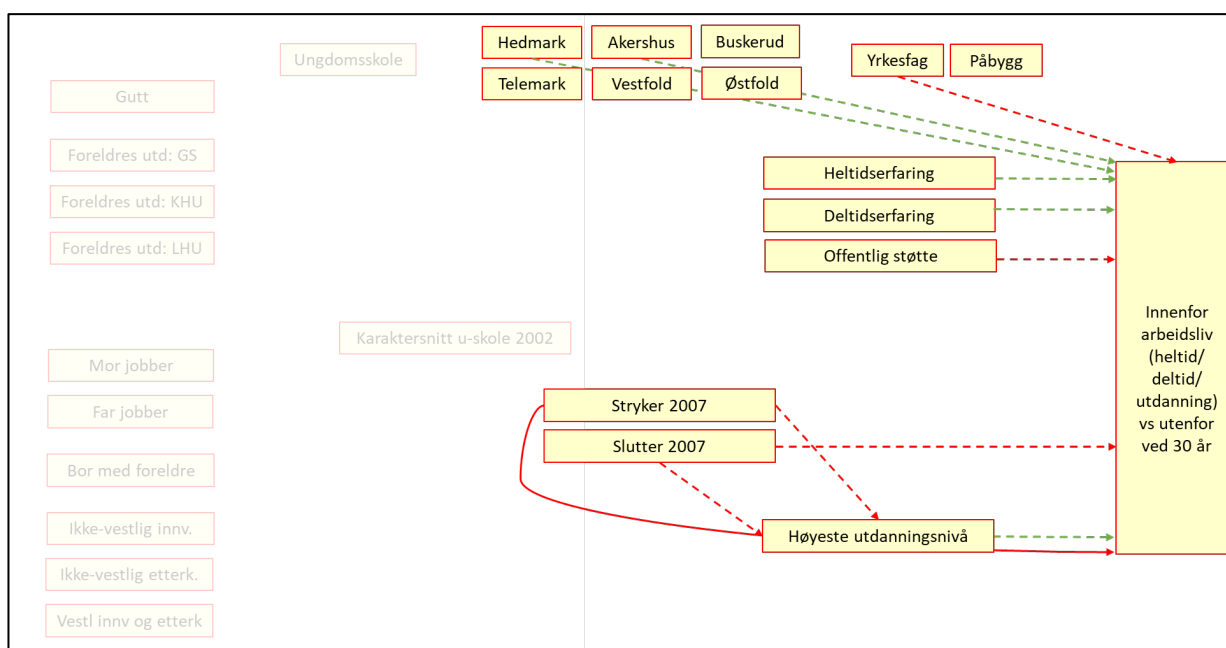 Hedmark
Akershus
Buskerud
Ungdomsskole
Yrkesfag
Påbygg
Telemark
Vestfold
Østfold
Gutt
Foreldres utd: GS
Heltidserfaring
Foreldres utd: KHU
Deltidserfaring
Foreldres utd: LHU
Offentlig støtte
Karaktersnitt u-skole 2002
Innenfor
arbeidsliv
(heltid/
deltid/
utdanning)
vs utenfor
ved 30 år
Mor jobber
Far jobber
Stryker 2007
Slutter 2007
Bor med foreldre
Ikke-vestlig innv.
Høyeste utdanningsnivå
Ikke-vestlig etterk.
Vestl innv og etterk